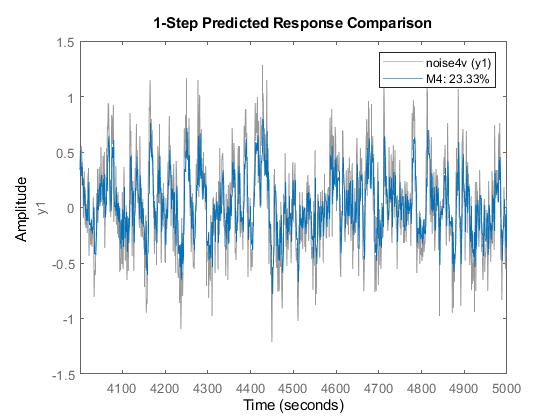 1-Step Predicted Response Comparison
1.5
1
0.5
0
-0.5
-1
-1.5
Amplitude
y1
noise4v (y1)
M4: 23.33%
4100 4200 4300 4400 4500 4600 4700 4800 4900 5000
Time (seconds)